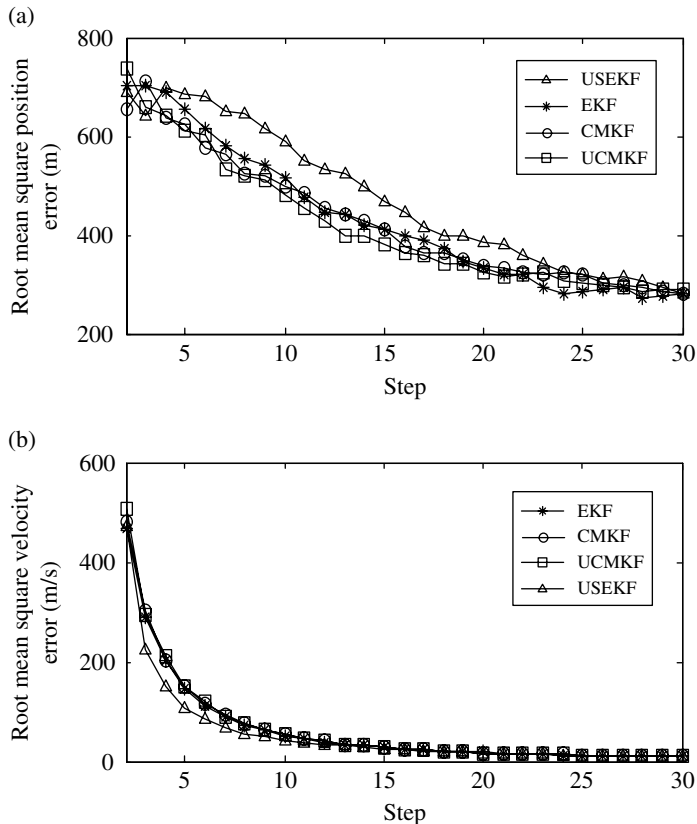 (a)
800
600
400
200
Root mean square position
error (m)
USEKF
EKF
CMKF
UCMKF
5
10
15
20
25
30
Step
(b)
600
400
200
0
Root mean square velocity
error (m/s)
EKF
CMKF
UCMKF
USEKF
5
10
15
20
25
30
Step